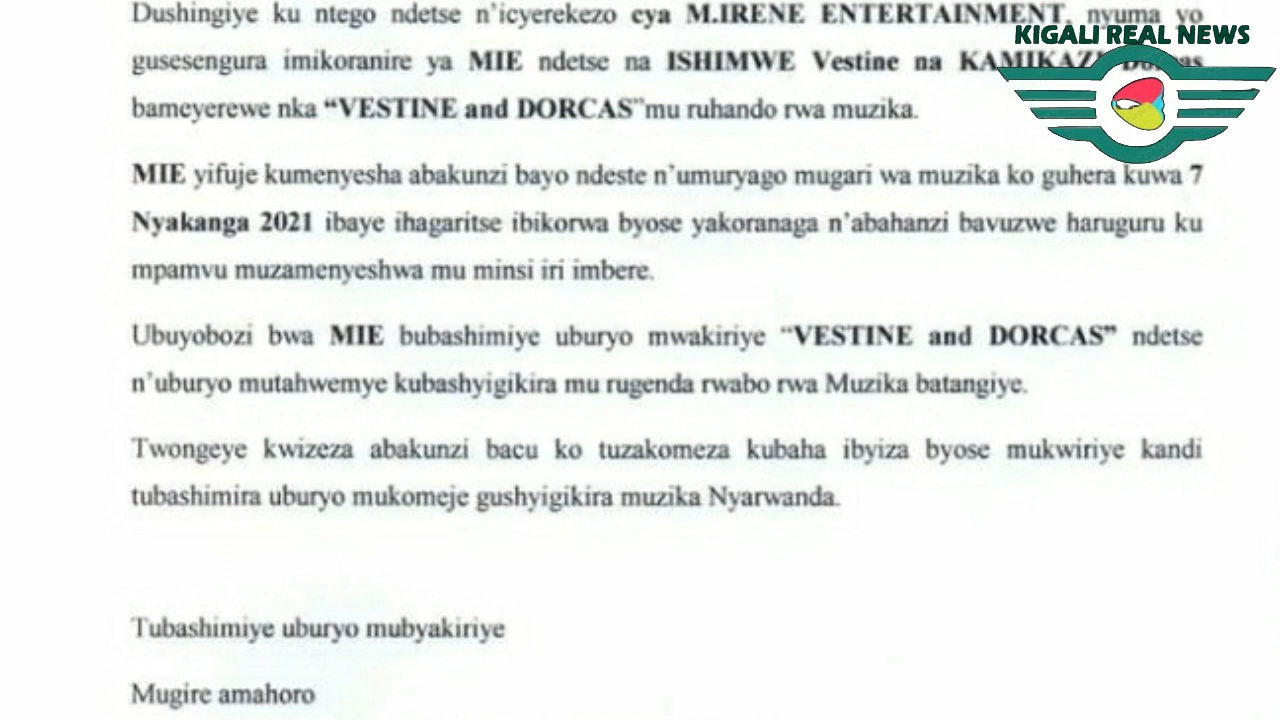 Dushingiye ku ntego ndetse n'icyerekezo cya M.IRENE ENTERTAINMENT, nyuma yo
KIGALI REAL NEWS
gusesengura imikoranire ya MIE ndetse na ISHIMWE Vestine na KAMIKAZI Dorcas
bameyerewe nka “VESTINE and DORCAS”mu ruhando rwa muzika.
MIE yifuje kumenyesha abakunzi bayo ndeste n'umuryago mugari wa muzika ko guhera kuwa 7
Nyakanga 2021 ibaye ihagaritse ibikorwa byose yakoranaga n'abahanzi bavuzwe haruguru ku
mpamvu muzamenyeshwa mu minsi iri imbere.
Ubuyobozi bwa MIE bubashimiye uburyo mwakiriye “VESTINE and DORCAS” ndetse
n'uburyo mutahwemye kubashyigikira mu rugenda rwabo rwa Muzika batangiye.
Twongeye kwizeza abakunzi bacu ko tuzakomeza kubaha ibyiza byose mukwiriye kandi
tubashimira uburyo mukomeje gushyigikira muzika Nyarwanda.
Tubashimiye uburyo mubyakiriye
Mugire amahoro